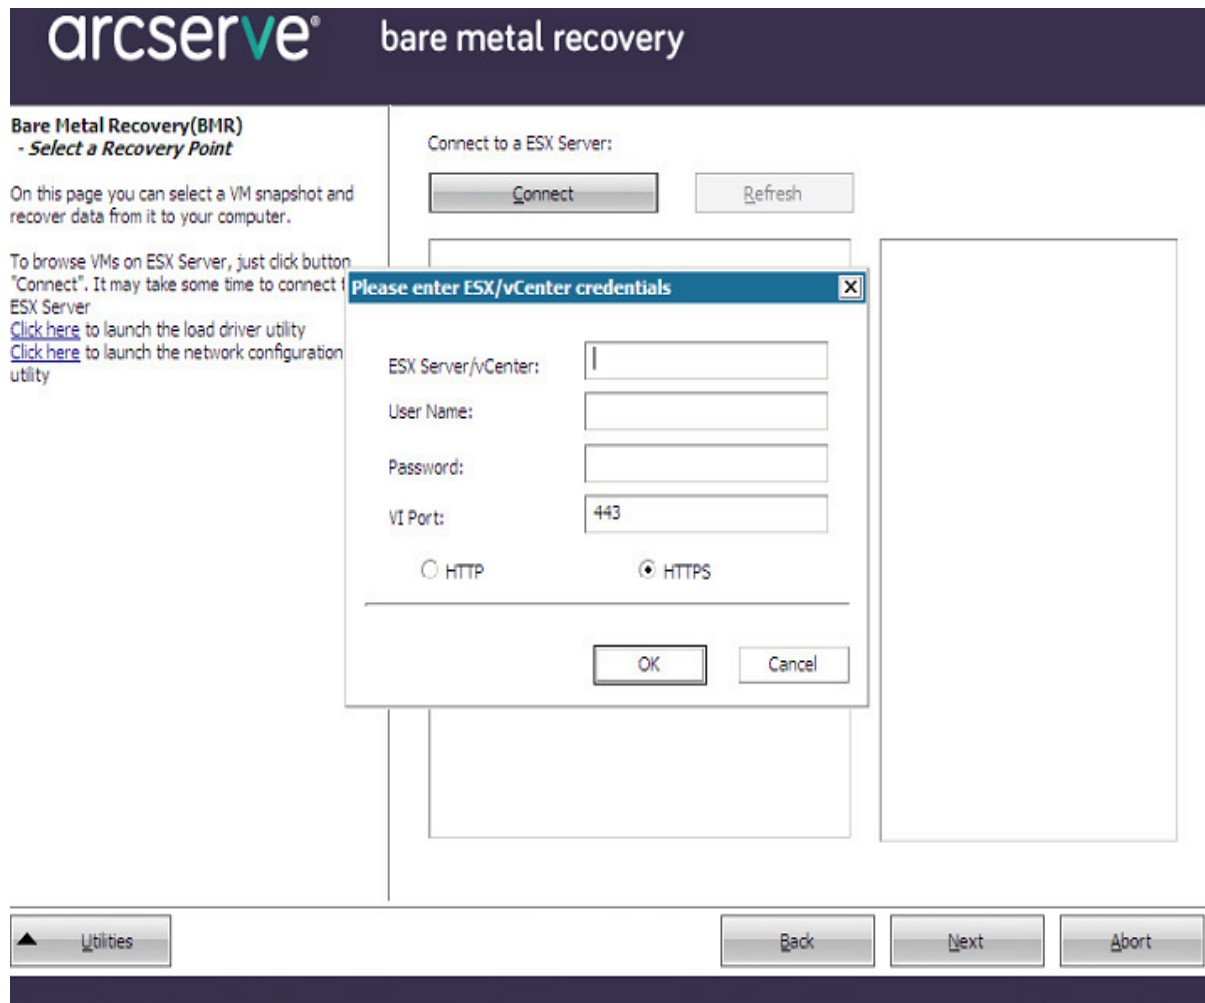 arcserve® bare metal recovery
Bare Metal Recovery(BMR)
- Select a Recovery Point
On this page you can select a VM snapshot and
recover data from it to your computer.
To browse VMs on ESX Server, just click button
"Connect". It may take some time to connect
ESX Server
Click here to launch the load driver utility
Click here to launch the network configuration
utility
Connect to a ESX Server:
Connect
Refresh
Please enter ESX/vCenter credentials
ESX Server/vCenter:
User Name:
Password:
VI Port: 443
HTTP HTTPS
OK Cancel
Utilities
Back
Next
Abort